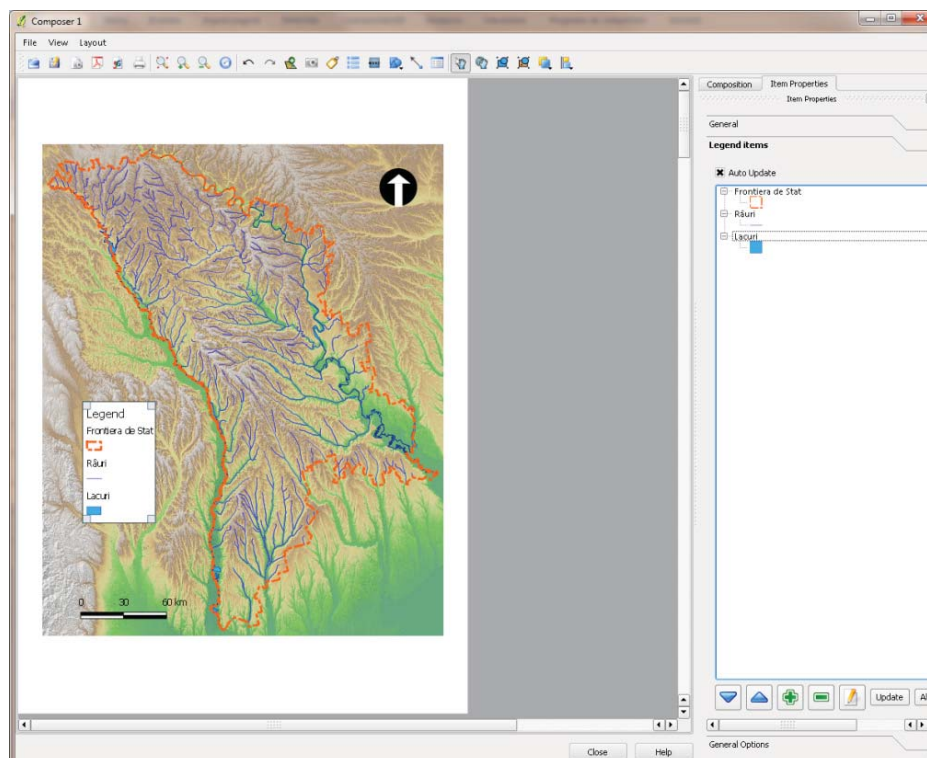 Composer 1
File View Layout
Composition Item Properties
Item Properties
General
Legend items
Auto Update
Frontiera de Stat
Râuri
Lacuri
Legend
Frontiera de Stat
Râuri
Lacuri
0 30 60 km
Update
Close Help
General Options